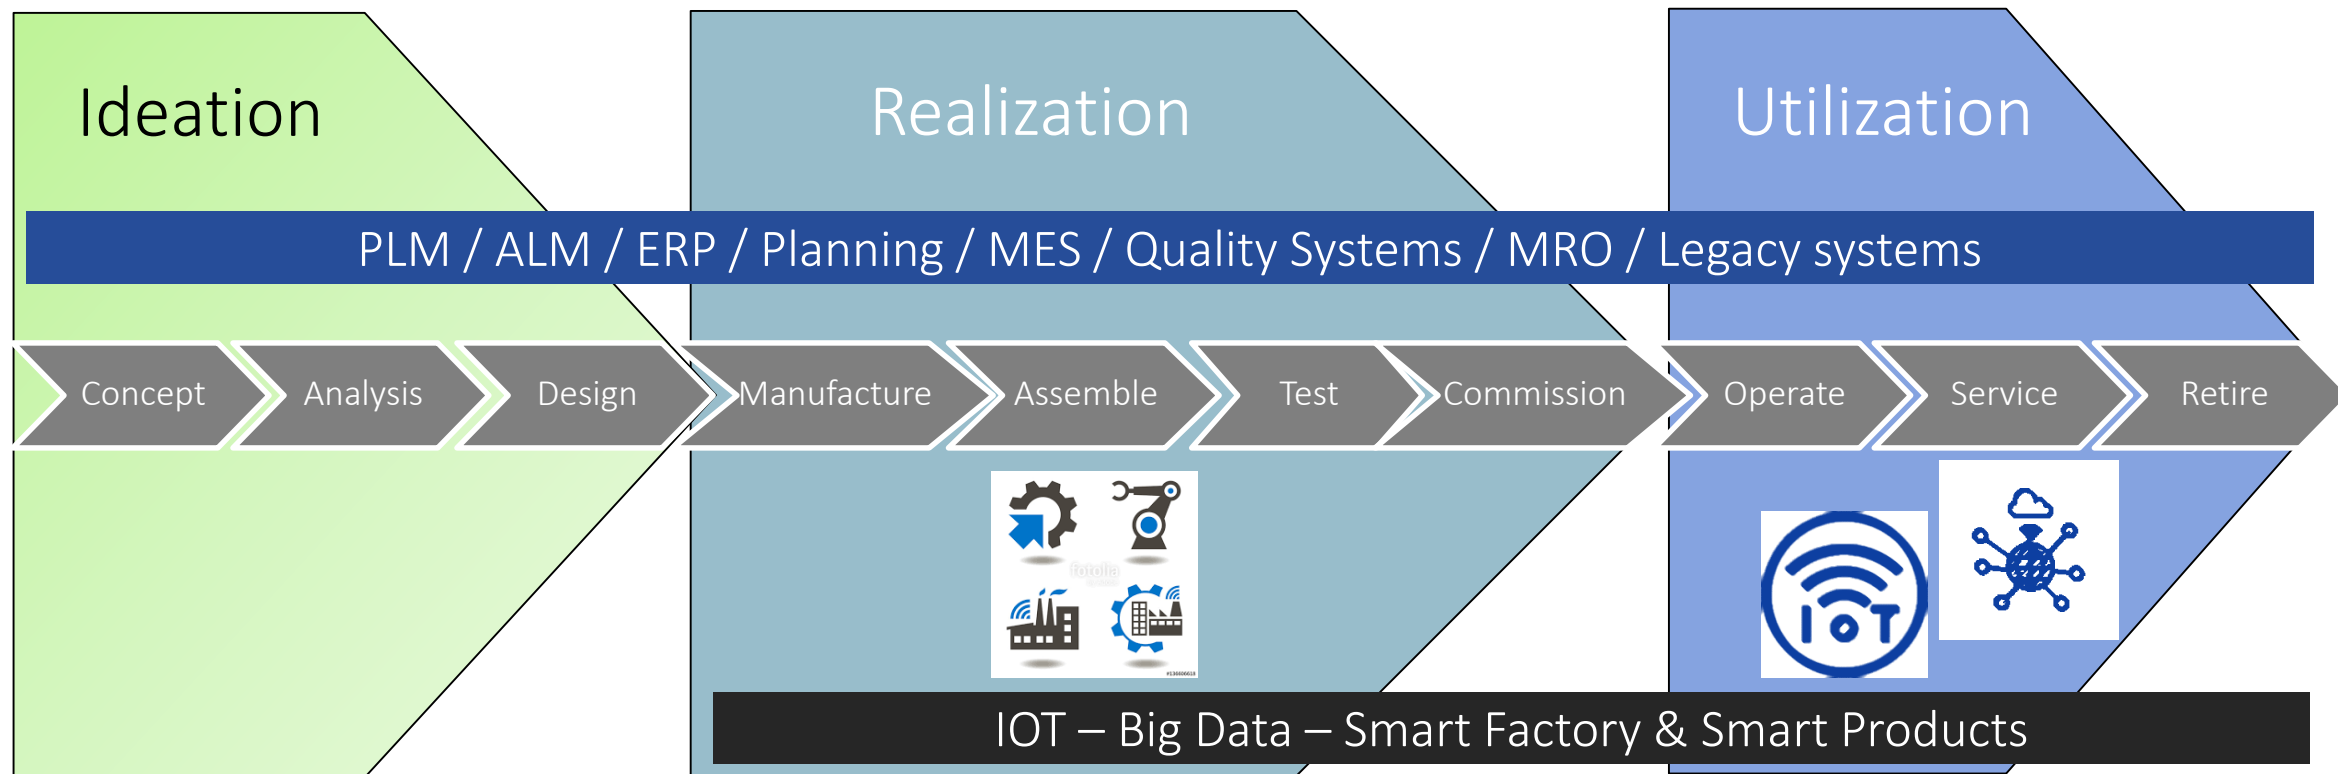 Ideation
Realization
Utilization
PLM / ALM / ERP / Planning / MES / Quality Systems / MRO / Legacy systems
Concept
Analysis
Design
Manufacture
Assemble
Test
Commission
Operate
Service
Retire
fotolia
IoT
IOT – Big Data – Smart Factory & Smart Products